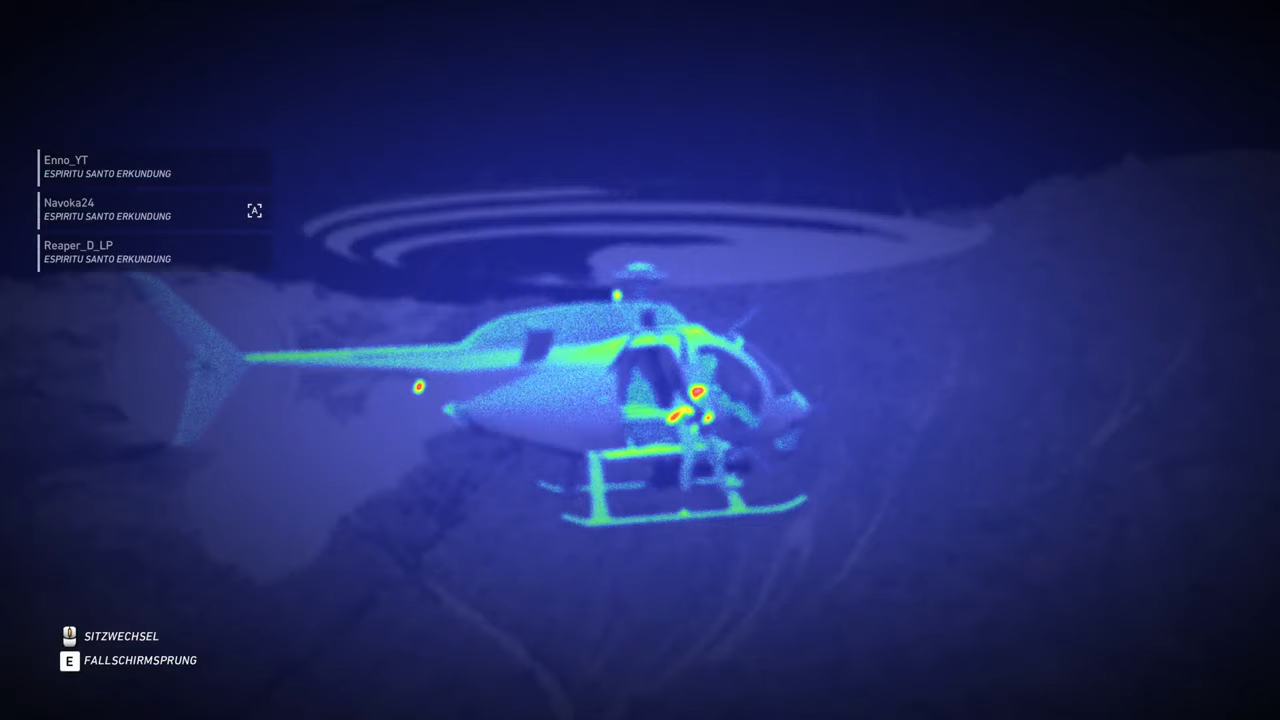 Enno_YT
ESPIRITU SANTO ERKUNDUNG
Navoka24
ESPIRITU SANTO ERKUNDUNG
A
Reaper_D_LP
ESPIRITU SANTO ERKUNDUNG
SITZWECHSEL
E FALLSCHIRMSPRUNG